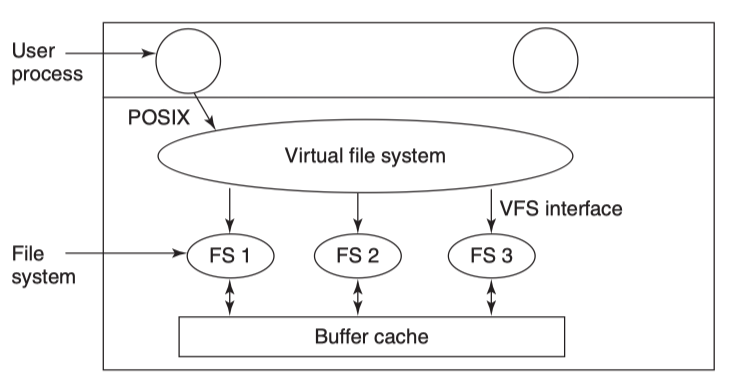 User
process
POSIX
Virtual file system
VFS interface
File
system
FS 1
FS 2
FS 3
Buffer cache